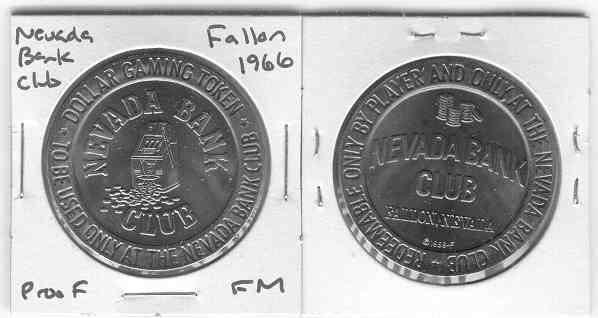 Nevada
Bank
Club
Fallon
1966
DOLLAR GAMING TOKEN
TO BE USED ONLY AT THE NEVADA BANK CLUB
NEVADA BANK
CLUB
Proof
FM
REDEEMABLE ONLY BY PLAYER AND ONLY AT THE NEVADA BANK CLUB
NEVADA BANK
CLUB
FALLON, NEVADA